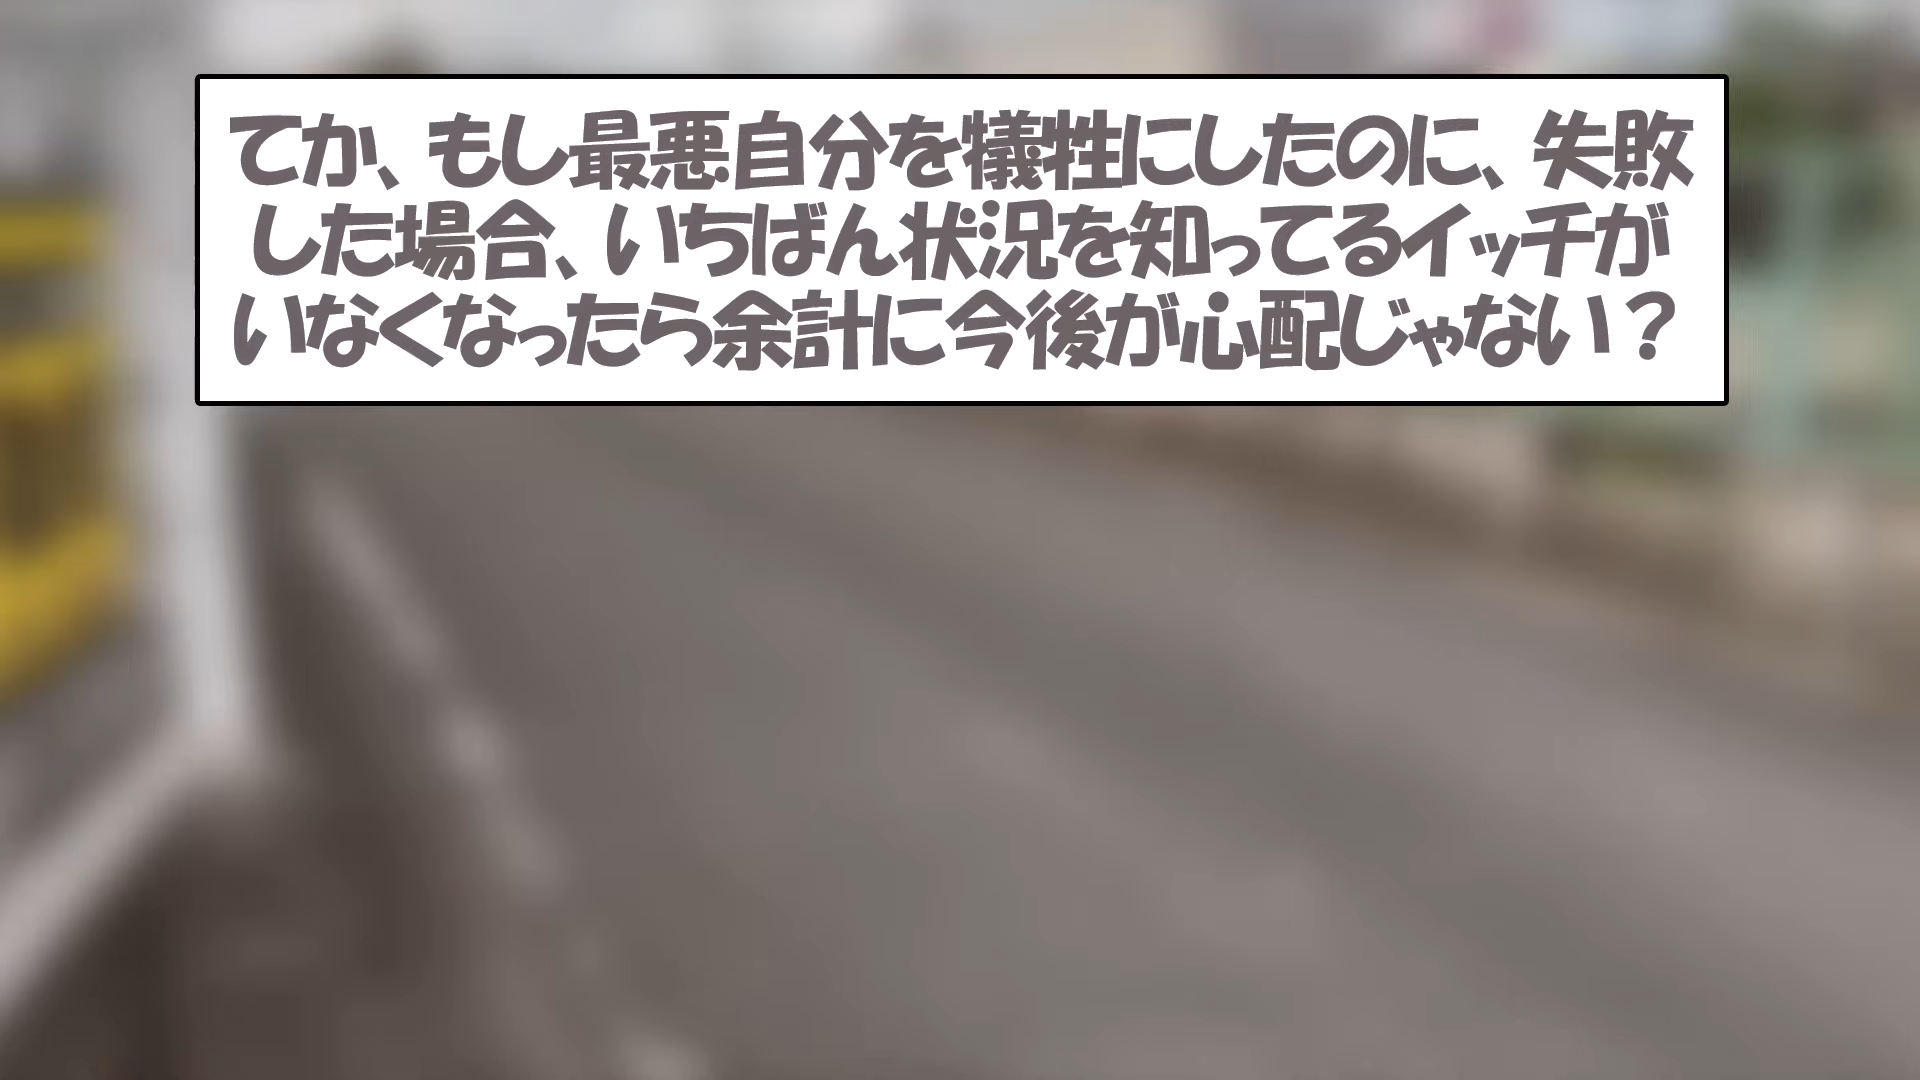 てか、もし最悪自分を犠牲にしたのに、失敗
した場合、いちばん状況を知ってるイッチが
いなくなったら余計に今後が心配じゃない？